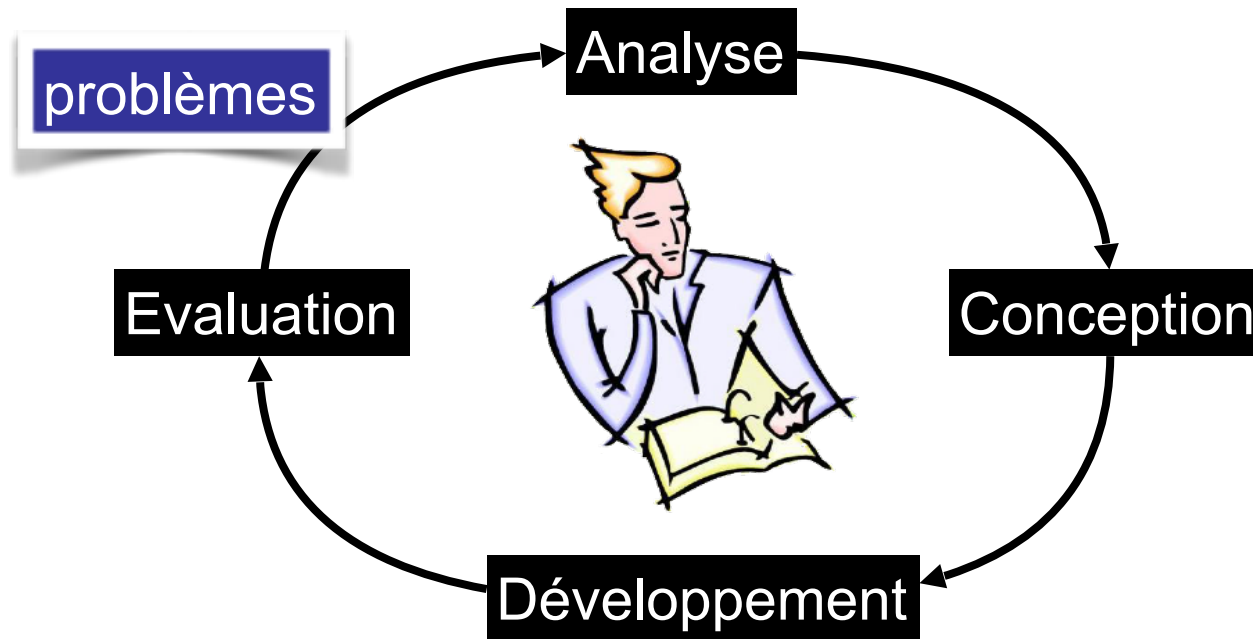 Analyse
problèmes
Evaluation
Conception
Développement